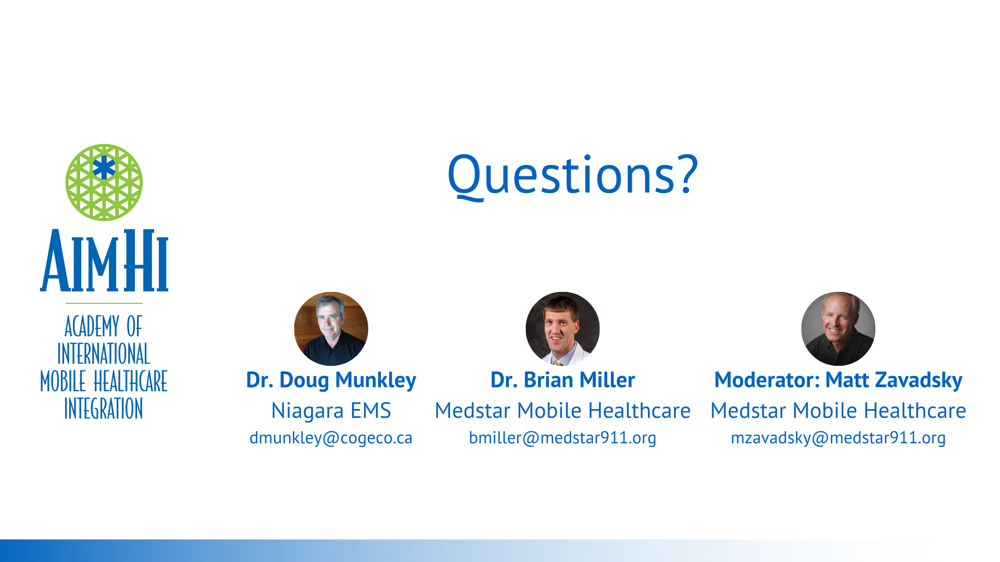 Questions?
AIMHI
ACADEMY OF
INTERNATIONAL
MOBILE HEALTHCARE
INTEGRATION
Dr. Doug Munkley
Niagara EMS
dmunkley@cogeco.ca
Dr. Brian Miller
Medstar Mobile Healthcare
bmiller@medstar911.org
Moderator: Matt Zavadsky
Medstar Mobile Healthcare
mzavadsky@medstar911.org